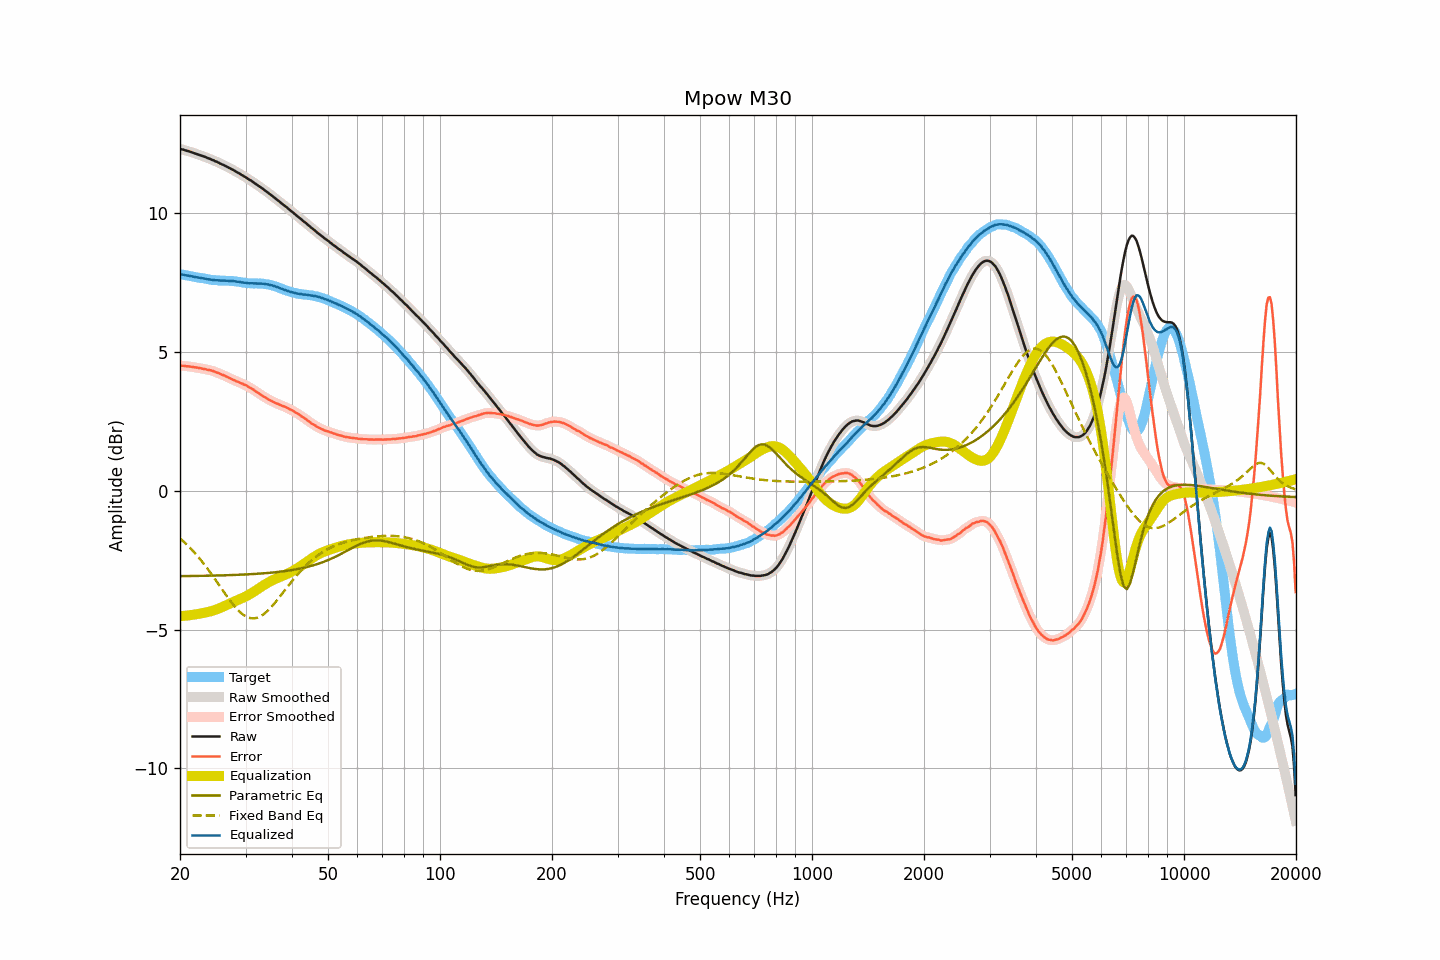 Mpow M30
Amplitude (dBr)
10
5
0
−5
−10
Target
Raw Smoothed
Error Smoothed
Raw
Error
Equalization
Parametric Eq
Fixed Band Eq
Equalized
20 50 100 200 500 1000 2000 5000 10000 20000
Frequency (Hz)